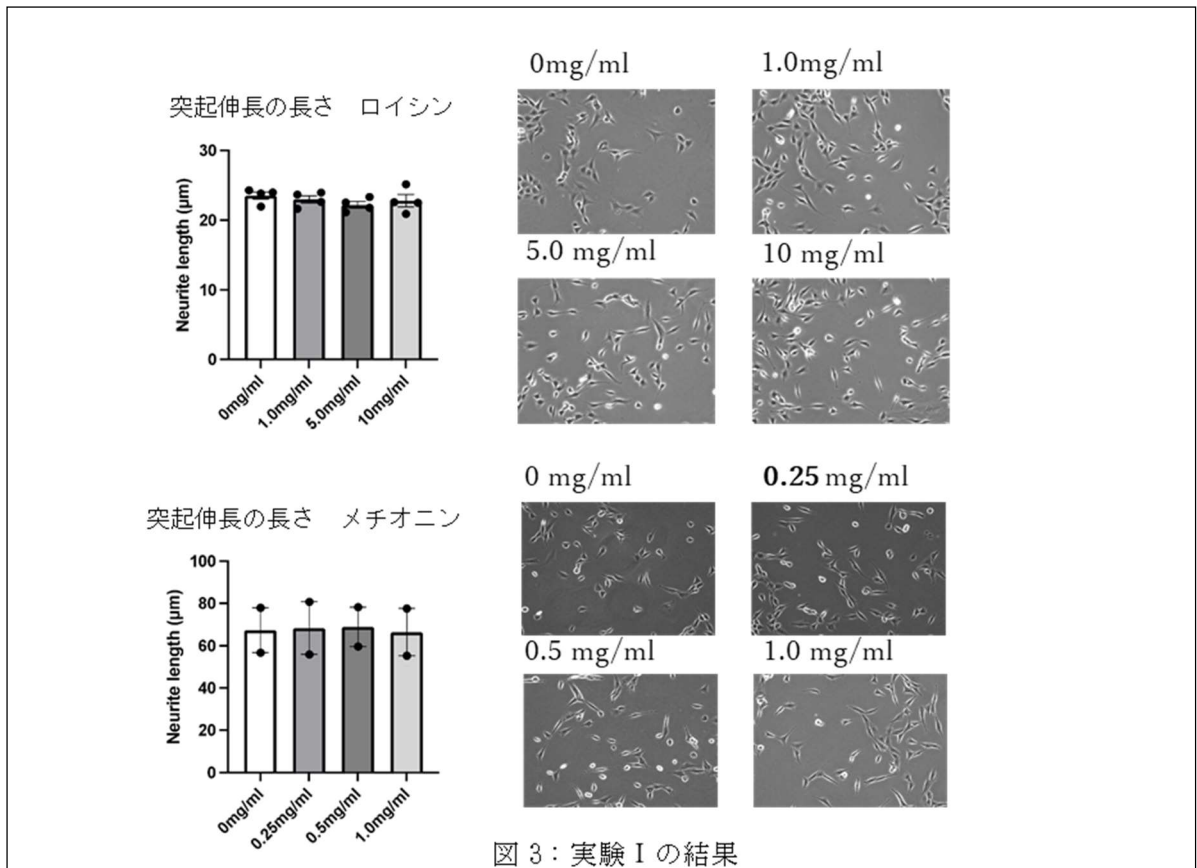 突起伸長の長さ ロイシン
Neurite length (μm)
30
20
10
0
0mg/ml
1.0mg/ml
5.0mg/ml
10mg/ml
0mg/ml
1.0mg/ml
5.0 mg/ml
10 mg/ml
突起伸長の長さ メチオニン
Neurite length (μm)
100
80
60
40
20
0
0mg/ml
0.25mg/ml
0.5mg/ml
1.0mg/ml
0 mg/ml
0.25 mg/ml
0.5 mg/ml
1.0 mg/ml
図 3：実験Ⅰの結果